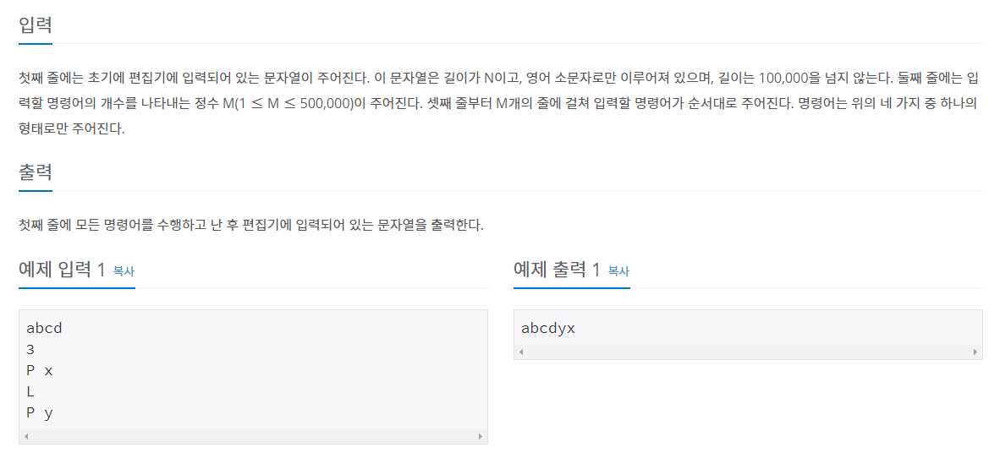 입력
첫째 줄에는 초기에 편집기에 입력되어 있는 문자열이 주어진다. 이 문자열은 길이가 N이고, 영어 소문자로만 이루어져 있으며, 길이는 100,000을 넘지 않는다. 둘째 줄에는 입
력할 명령어의 개수를 나타내는 정수 M(1 ≤ M ≤ 500,000)이 주어진다. 셋째 줄부터 M개의 줄에 걸쳐 입력할 명령어가 순서대로 주어진다. 명령어는 위의 네 가지 중 하나의
형태로만 주어진다.
출력
첫째 줄에 모든 명령어를 수행하고 난 후 편집기에 입력되어 있는 문자열을 출력한다.
예제 입력 1 복사
abcd
3
P x
L
P y
예제 출력 1 복사
abcdyx